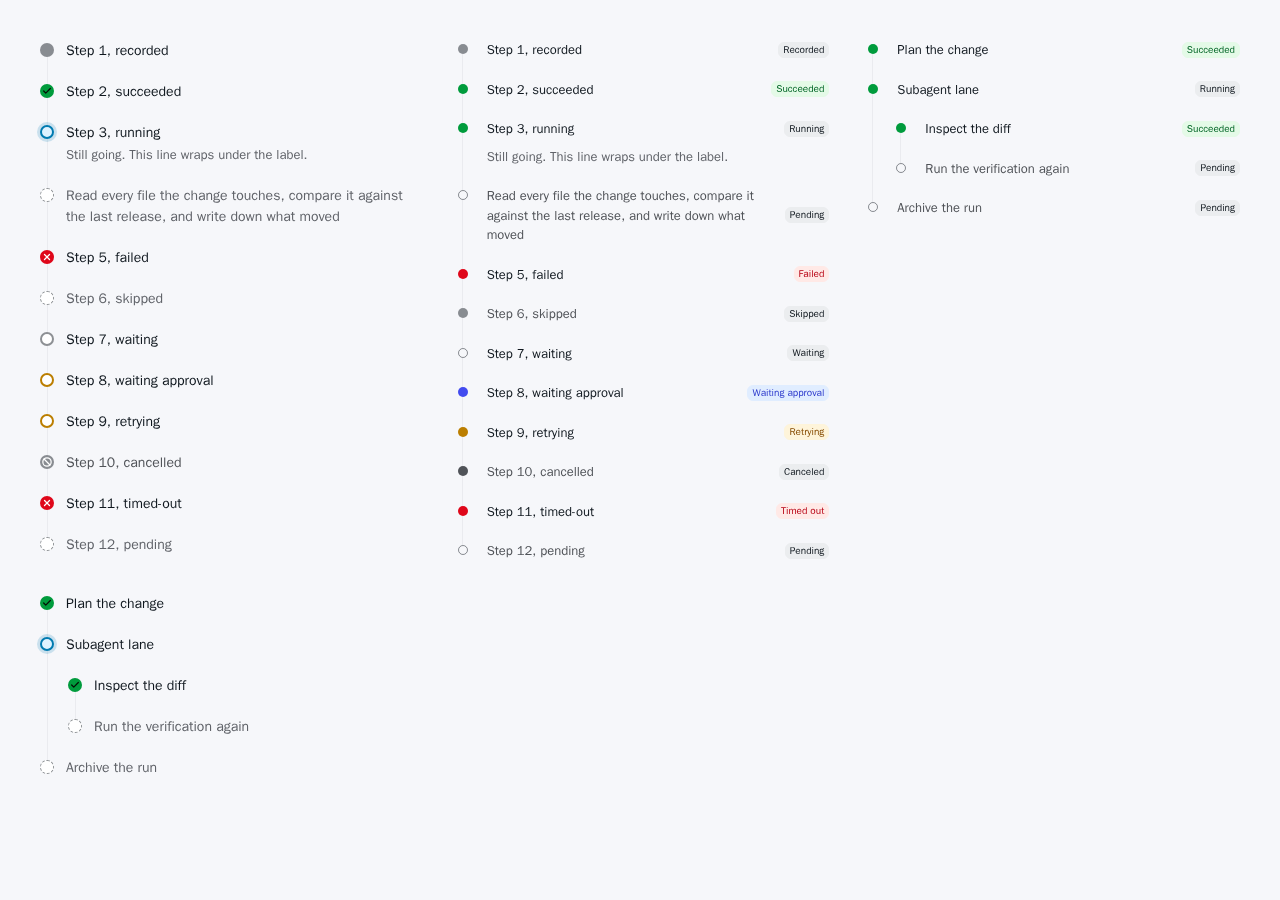 Step 1, recorded
Step 2, succeeded
Step 3, running
Still going. This line wraps under the label.
Read every file the change touches, compare it against
the last release, and write down what moved
Step 5, failed
Step 6, skipped
Step 7, waiting
Step 8, waiting approval
Step 9, retrying
Step 10, cancelled
Step 11, timed-out
Step 12, pending
Plan the change
Subagent lane
Inspect the diff
Run the verification again
Archive the run
Step 1, recorded Recorded
Step 2, succeeded Succeeded
Step 3, running Running
Still going. This line wraps under the label.
Read every file the change touches, compare it
against the last release, and write down what Pending
moved
Step 5, failed Failed
Step 6, skipped Skipped
Step 7, waiting Waiting
Step 8, waiting approval Waiting approval
Step 9, retrying Retrying
Step 10, cancelled Canceled
Step 11, timed-out Timed out
Step 12, pending Pending
Plan the change Succeeded
Subagent lane Running
Inspect the diff Succeeded
Run the verification again Pending
Archive the run Pending